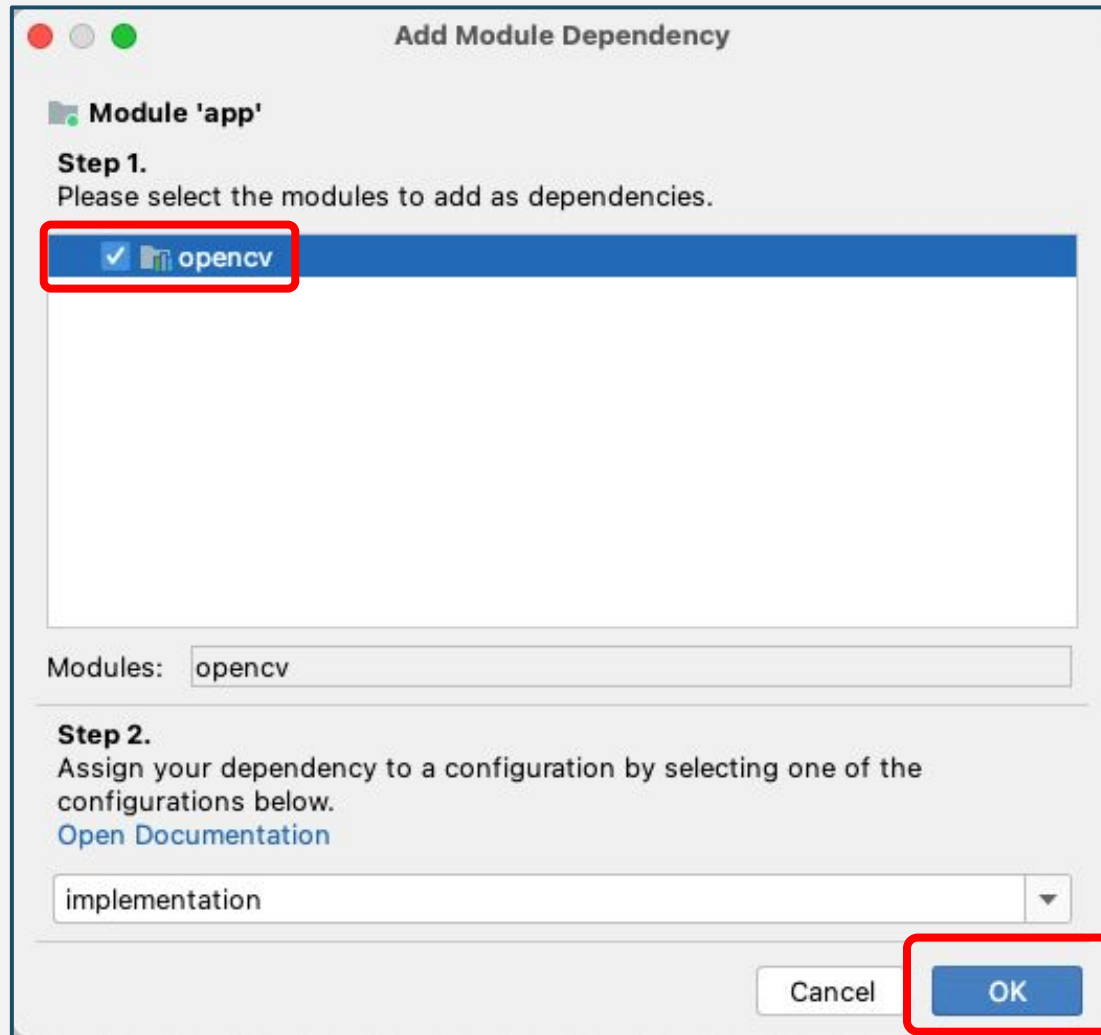 Add Module Dependency
Module 'app'
Step 1.
Please select the modules to add as dependencies.
opencv
Modules: opencv
Step 2.
Assign your dependency to a configuration by selecting one of the
configurations below.
Open Documentation
implementation
Cancel OK